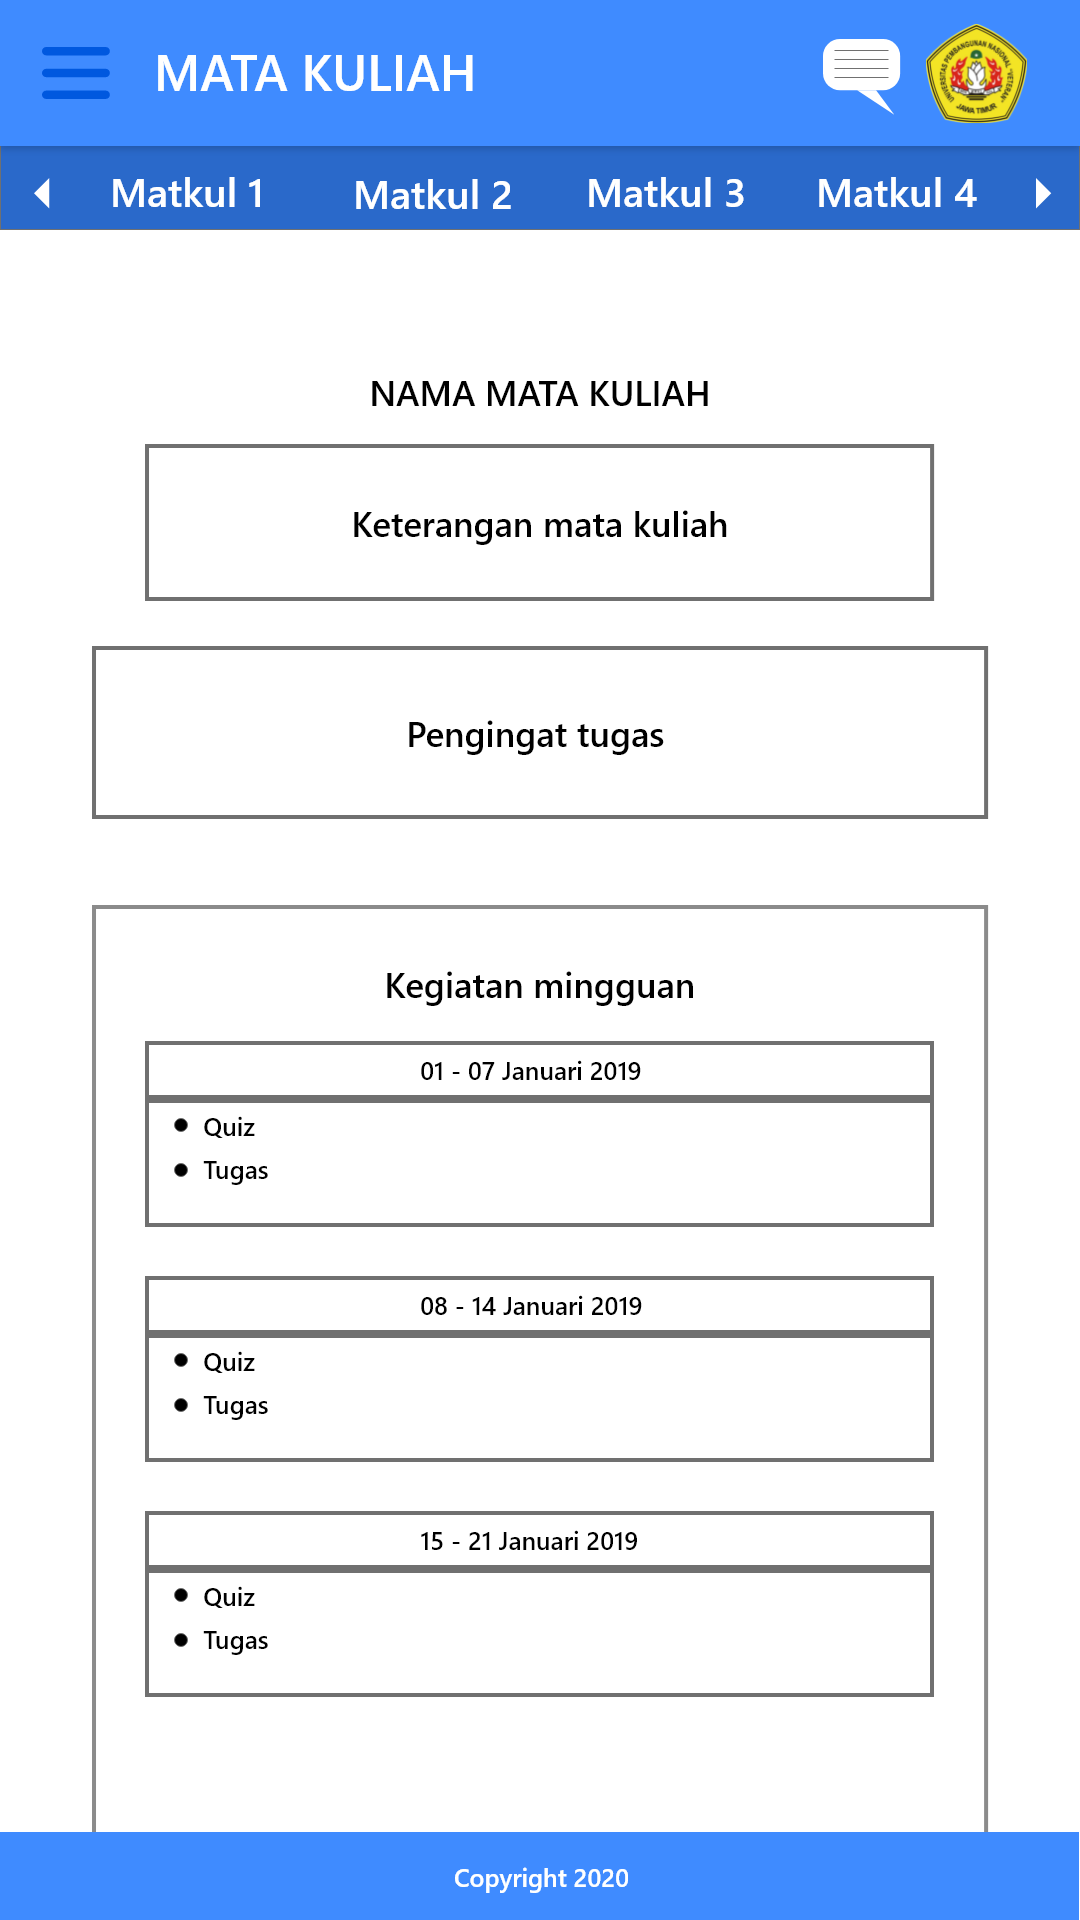 MATA KULIAH
UNIVERSITAS PEMBANGUNAN NASIONAL "VETERAN"
JAWA TIMUR
Matkul 1 Matkul 2 Matkul 3 Matkul 4
NAMA MATA KULIAH
Keterangan mata kuliah
Pengingat tugas
Kegiatan mingguan
01 - 07 Januari 2019
Quiz
Tugas
08 - 14 Januari 2019
Quiz
Tugas
15 - 21 Januari 2019
Quiz
Tugas
Copyright 2020